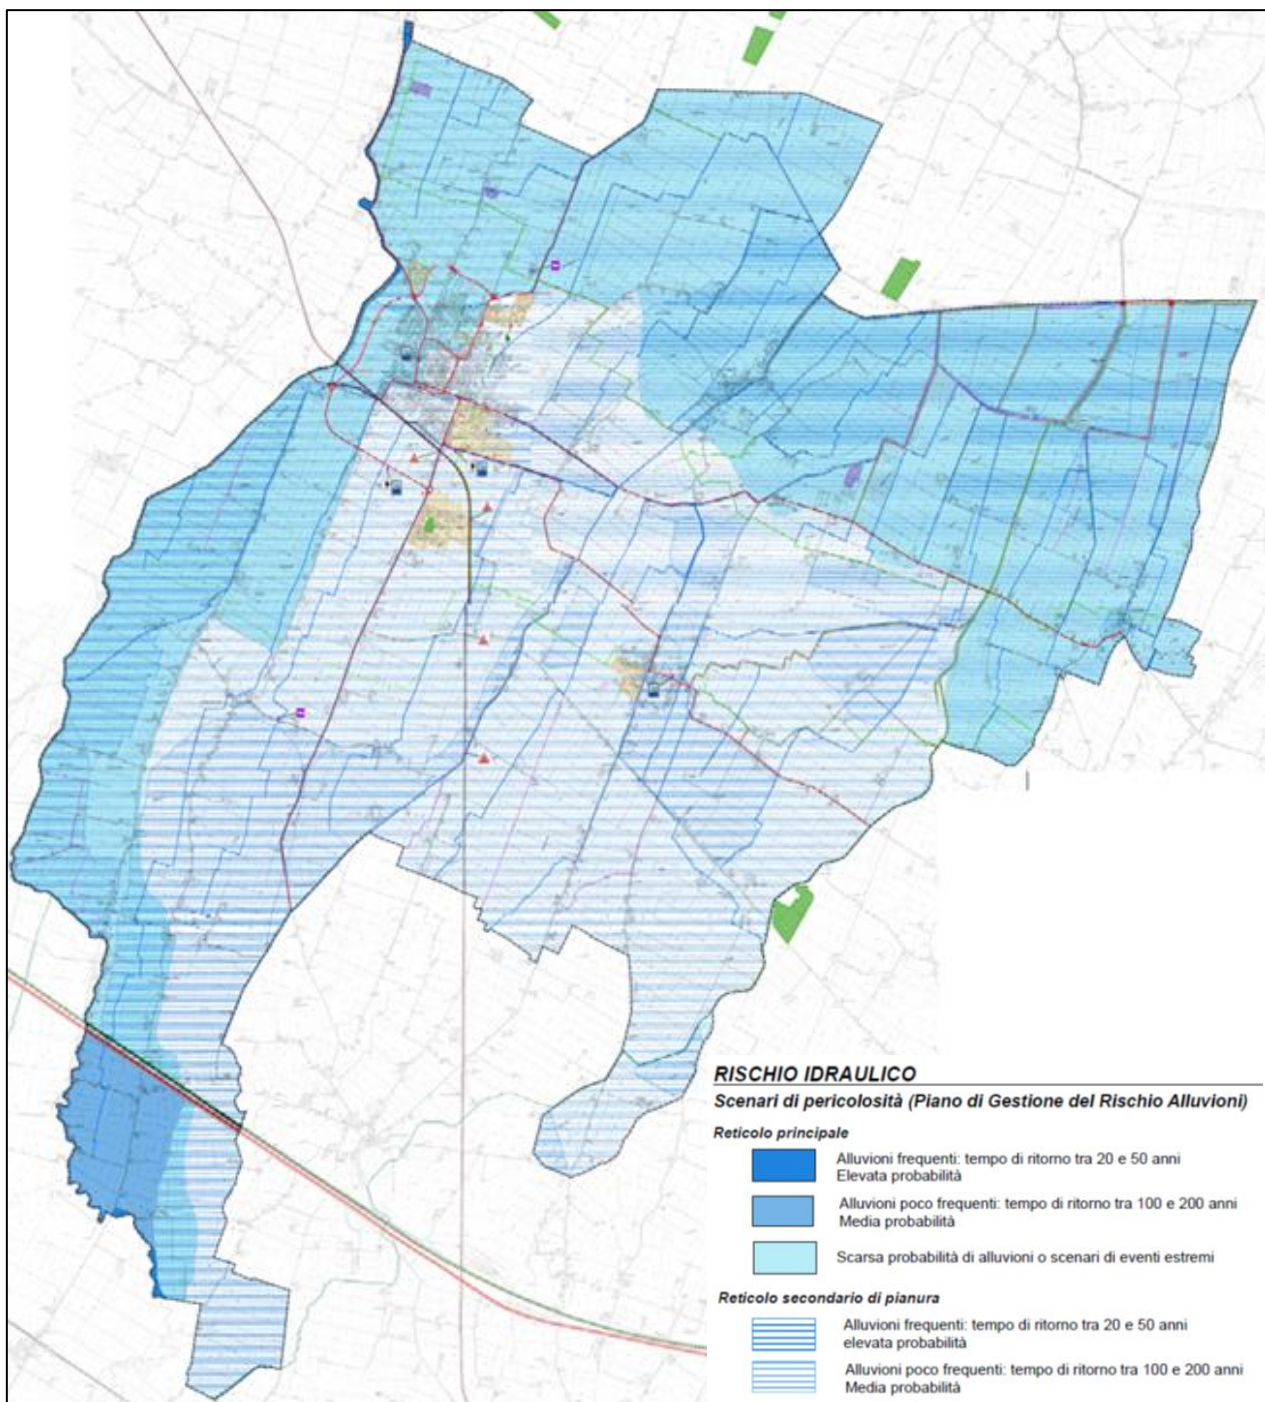 RISCHIO IDRAULICO
Scenari di pericolosità (Piano di Gestione del Rischio Alluvioni)
Reticolo principale
Alluvioni frequenti: tempo di ritorno tra 20 e 50 anni
Elevata probabilità
Alluvioni poco frequenti: tempo di ritorno tra 100 e 200 anni
Media probabilità
Scarsa probabilità di alluvioni o scenari di eventi estremi
Reticolo secondario di pianura
Alluvioni frequenti: tempo di ritorno tra 20 e 50 anni
elevata probabilità
Alluvioni poco frequenti: tempo di ritorno tra 100 e 200 anni
Media probabilità